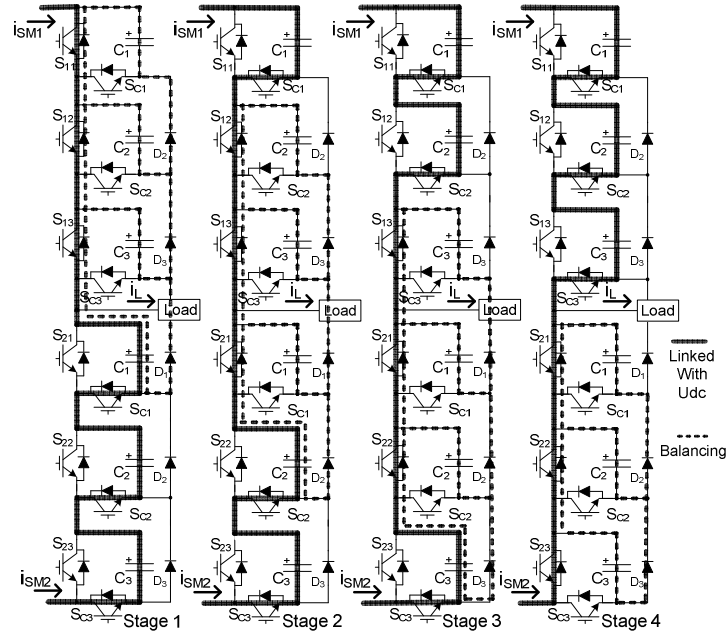 iSM1 S11 C1 SC1
S12 C2 D2 SC2
S13 C3 D3 SC3
iL Load
S21 C1 D1 SC1
S22 C2 D2 SC2
S23 C3 D3 SC3
iSM2
Stage 1
iSM1 S11 C1 SC1
S12 C2 D2 SC2
S13 C3 D3 SC3
iL Load
S21 C1 D1 SC1
S22 C2 D2 SC2
S23 C3 D3 SC3
iSM2
Stage 2
iSM1 S11 C1 SC1
S12 C2 D2 SC2
S13 C3 D3 SC3
iL Load
S21 C1 D1 SC1
S22 C2 D2 SC2
S23 C3 D3 SC3
iSM2
Stage 3
iSM1 S11 C1 SC1
S12 C2 D2 SC2
S13 C3 D3 SC3
iL Load
S21 C1 D1 SC1
S22 C2 D2 SC2
S23 C3 D3 SC3
iSM2
Stage 4
Linked
With
Udc
Balancing